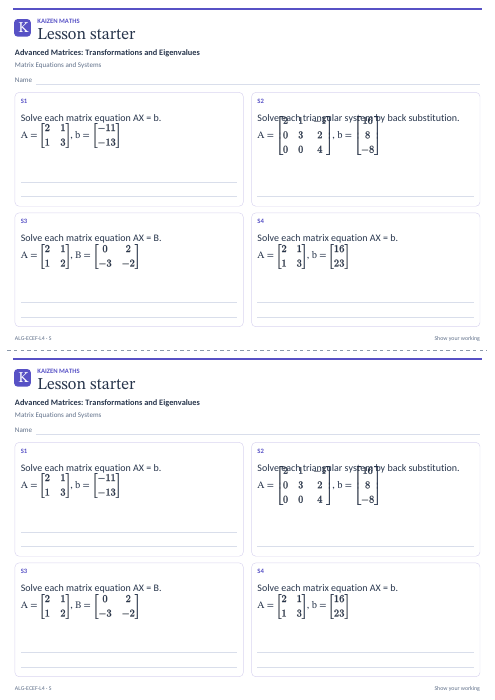 K
KAIZEN MATHS
Lesson starter
Advanced Matrices: Transformations and Eigenvalues
Matrix Equations and Systems
Name
S1
Solve each matrix equation AX = b.
A = [2 1; 1 3], b = [−11; −13]
S2
Solve each triangular system by back substitution.
A = [2 1 ; 0 3 2; 0 0 4], b = [ ; 8; −8]
S3
Solve each matrix equation AX = B.
A = [2 1; 1 2], B = [0 2; −3 −2]
S4
Solve each matrix equation AX = b.
A = [2 1; 1 3], b = [16; 23]
ALG-ECEF-L4 · S
Show your working
K
KAIZEN MATHS
Lesson starter
Advanced Matrices: Transformations and Eigenvalues
Matrix Equations and Systems
Name
S1
Solve each matrix equation AX = b.
A = [2 1; 1 3], b = [−11; −13]
S2
Solve each triangular system by back substitution.
A = [2 1 ; 0 3 2; 0 0 4], b = [ ; 8; −8]
S3
Solve each matrix equation AX = B.
A = [2 1; 1 2], B = [0 2; −3 −2]
S4
Solve each matrix equation AX = b.
A = [2 1; 1 3], b = [16; 23]
ALG-ECEF-L4 · S
Show your working